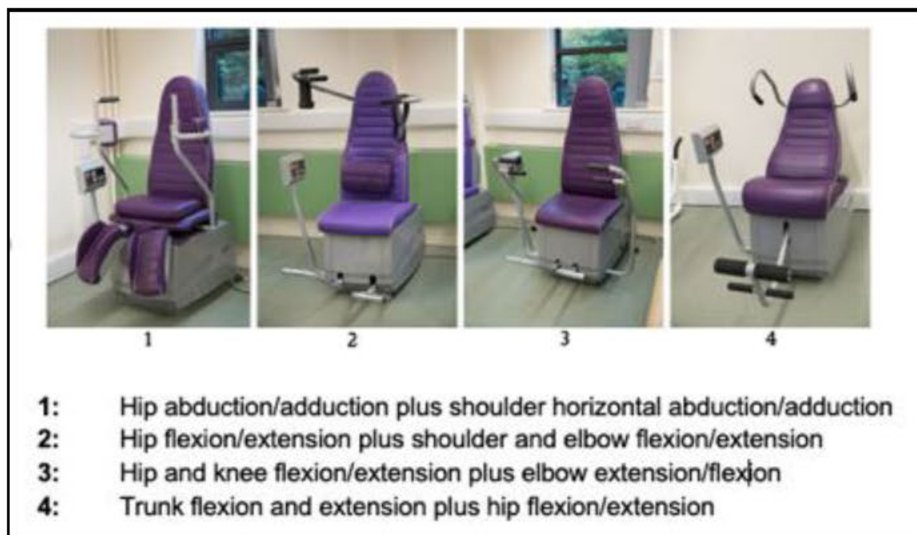 1 2 3 4
1: Hip abduction/adduction plus shoulder horizontal abduction/adduction
2: Hip flexion/extension plus shoulder and elbow flexion/extension
3: Hip and knee flexion/extension plus elbow extension/flexion
4: Trunk flexion and extension plus hip flexion/extension